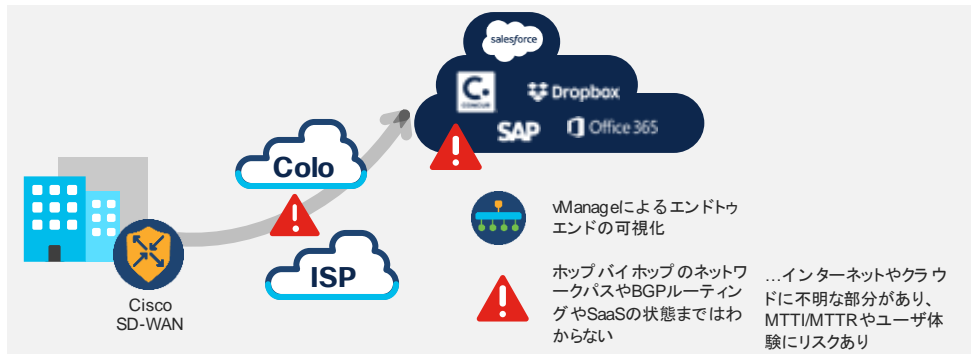 salesforce
C.
CONCUR
Dropbox
SAP
Office 365
Colo
ISP
Cisco
SD-WAN
vManageによるエンドトゥ
エンドの可視化
ホップバイホップのネットワ
ークパスやBGPルーティン
グやSaaSの状態まではわ
からない
…インターネットやクラウ
ドに不明な部分があり、
MTTI/MTTRやユーザ体
験にリスクあり